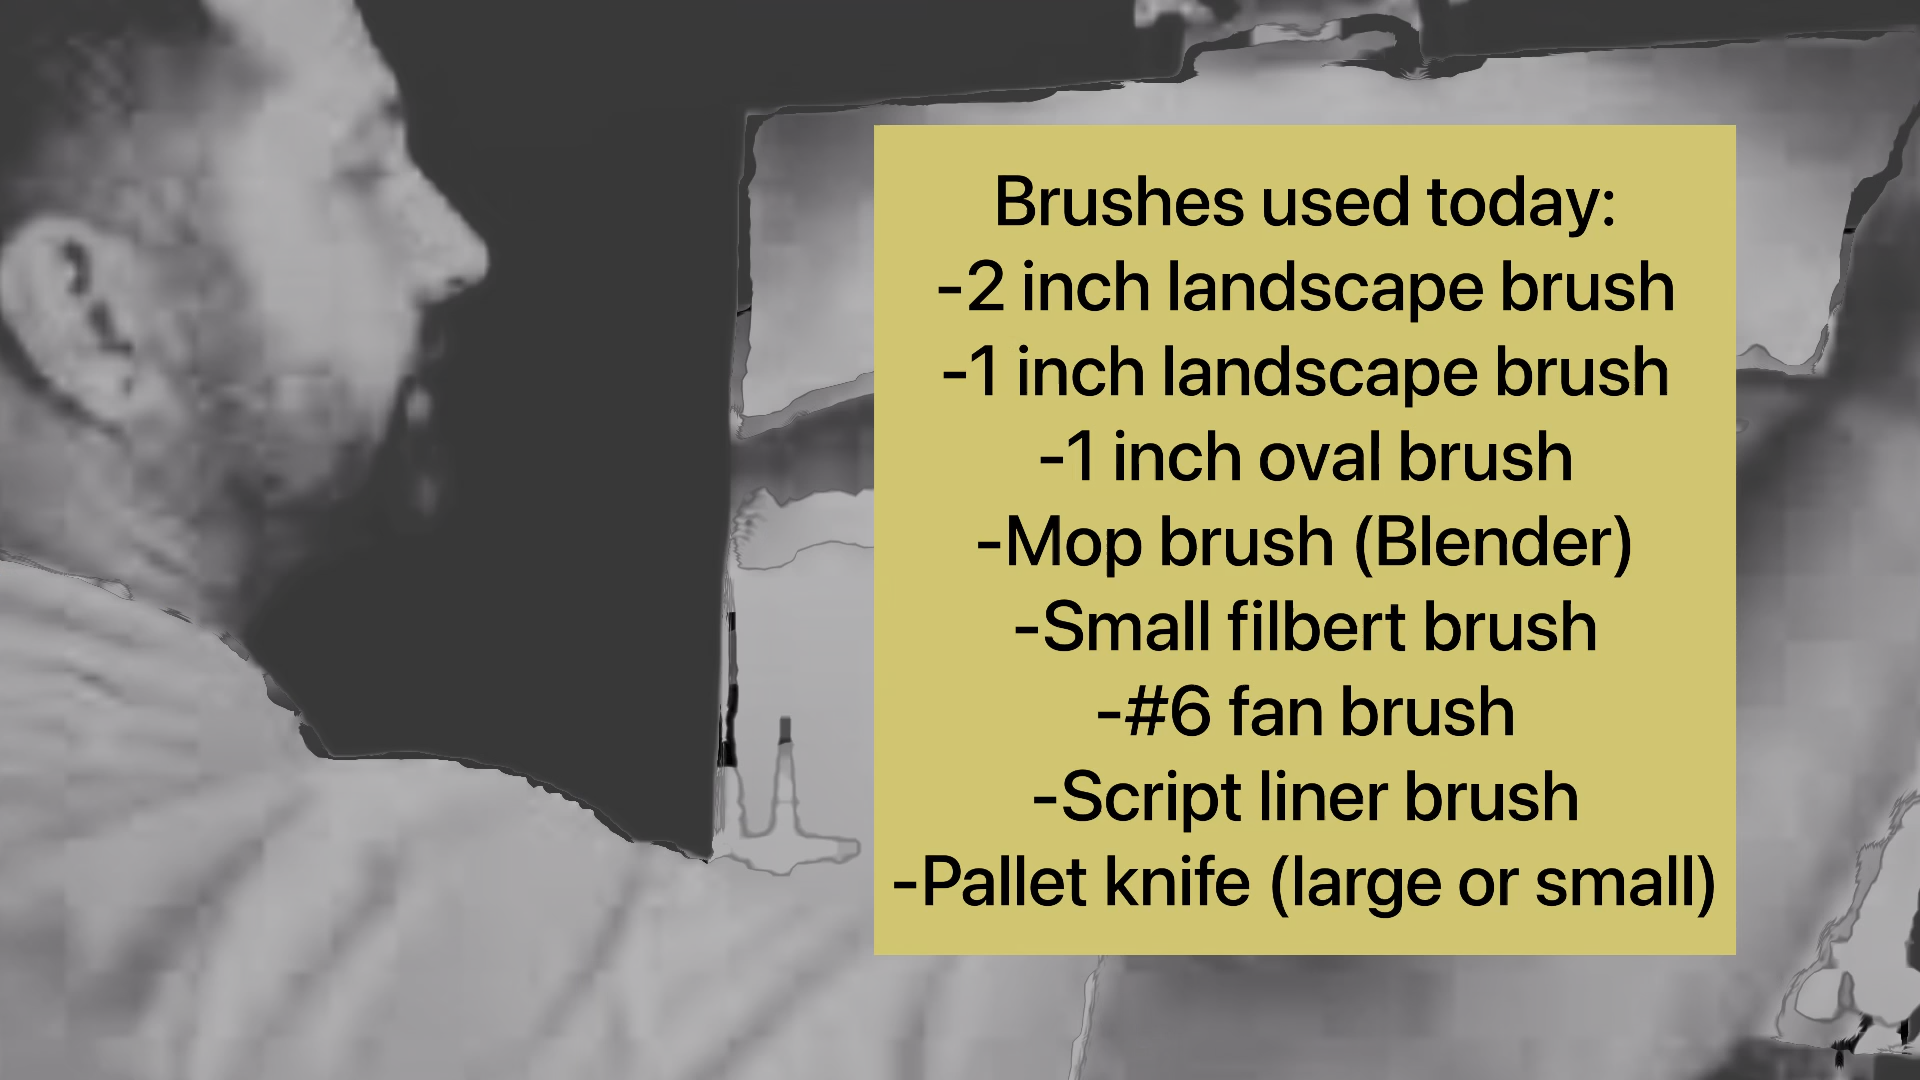 Brushes used today:
-2 inch landscape brush
-1 inch landscape brush
-1 inch oval brush
-Mop brush (Blender)
-Small filbert brush
-#6 fan brush
-Script liner brush
-Pallet knife (large or small)